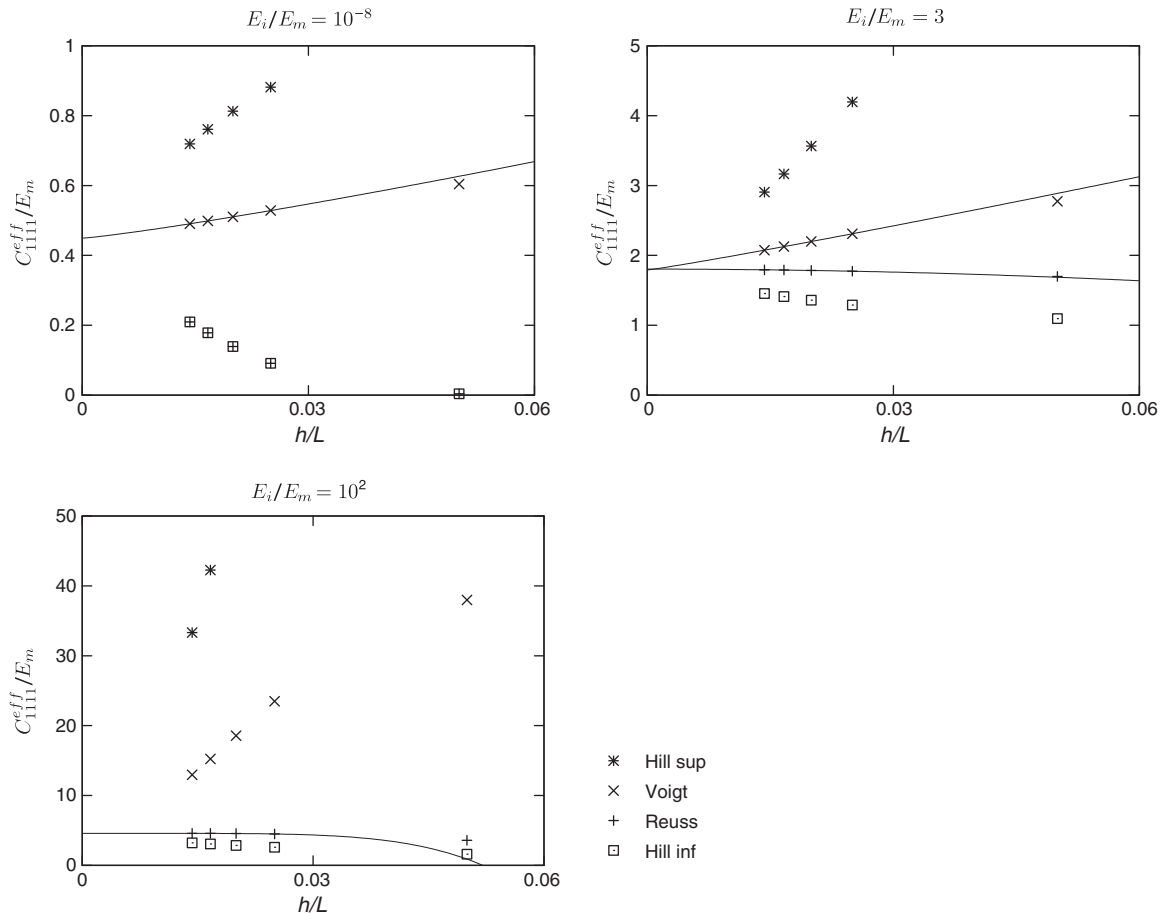 E_i/E_m = 10^−8
1
0.8
0.6
0.4
0.2
0
C_1111^eff/E_m
0 0.03 0.06
h/L
E_i/E_m = 3
5
4
3
2
1
0
C_1111^eff/E_m
0 0.03 0.06
h/L
E_i/E_m = 10^2
50
40
30
20
10
0
C_1111^eff/E_m
0 0.03 0.06
h/L
Hill sup
Voigt
Reuss
Hill inf